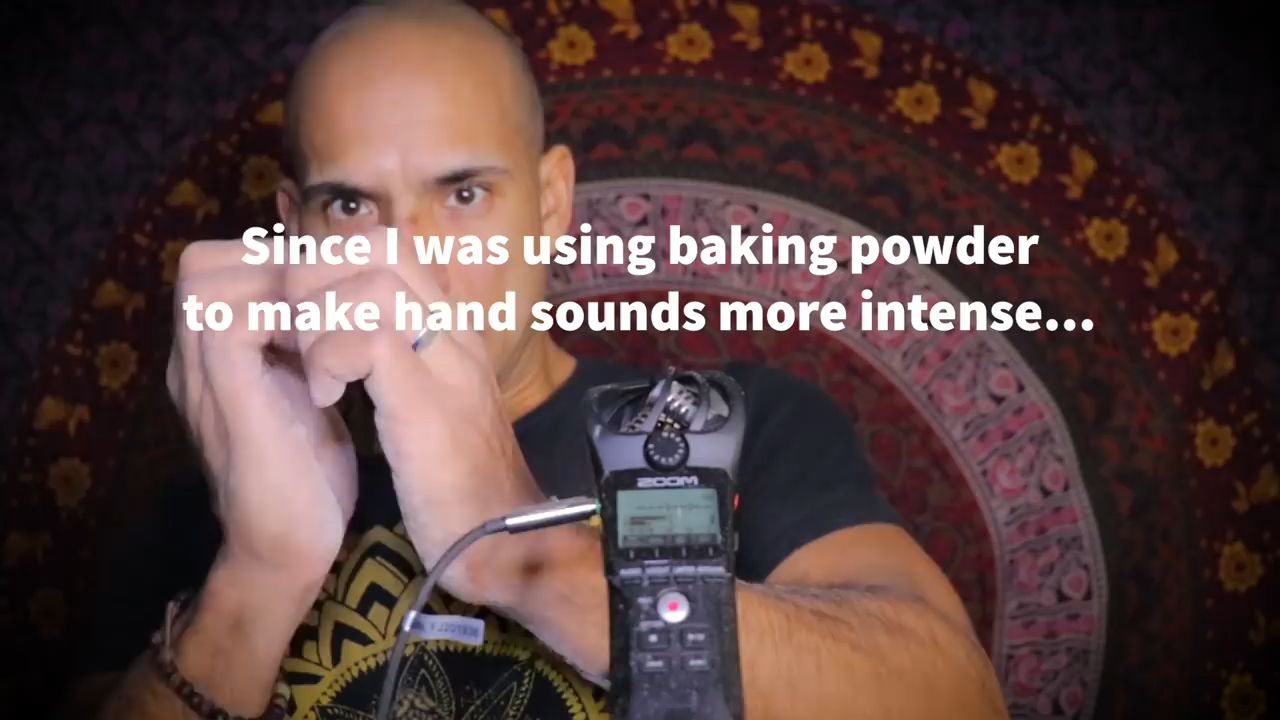 Since I was using baking powder
to make hand sounds more intense...
ZOOM